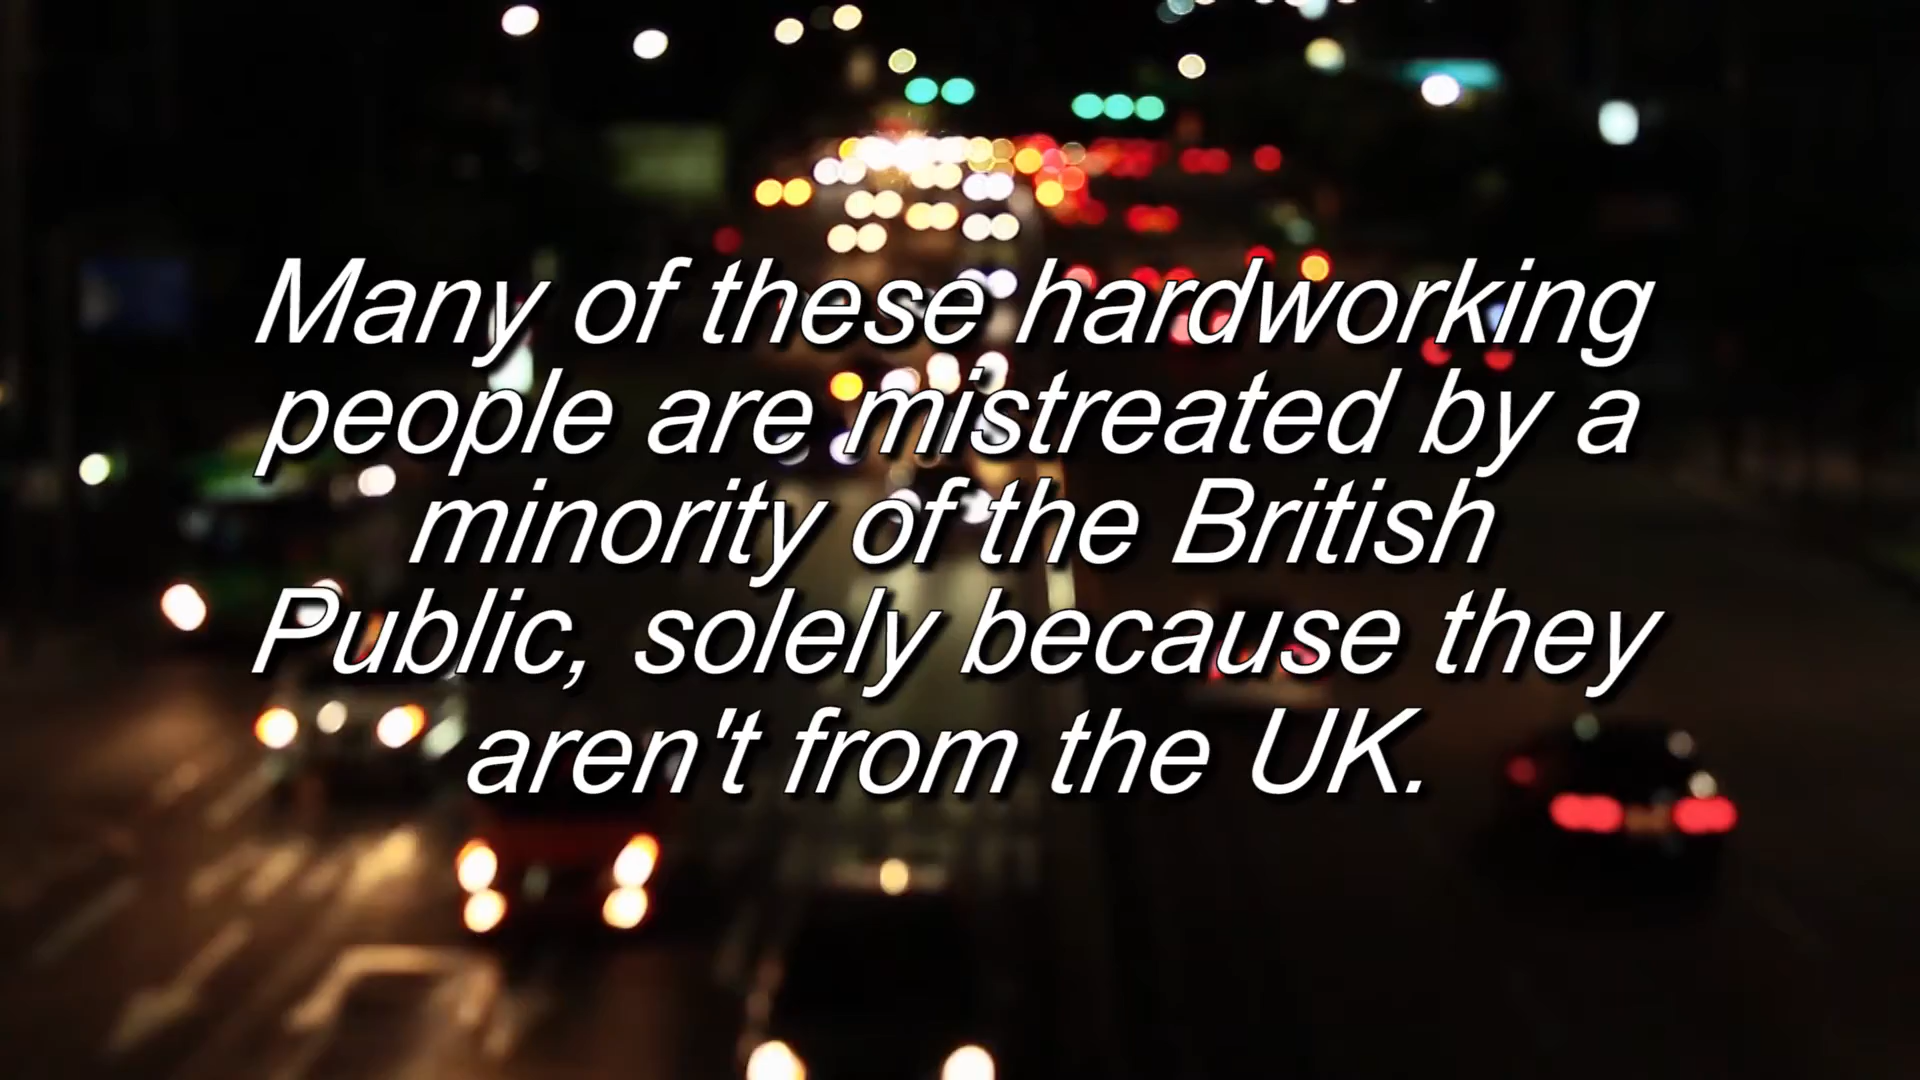 Many of these hardworking
people are mistreated by a
minority of the British
Public, solely because they
aren't from the UK.